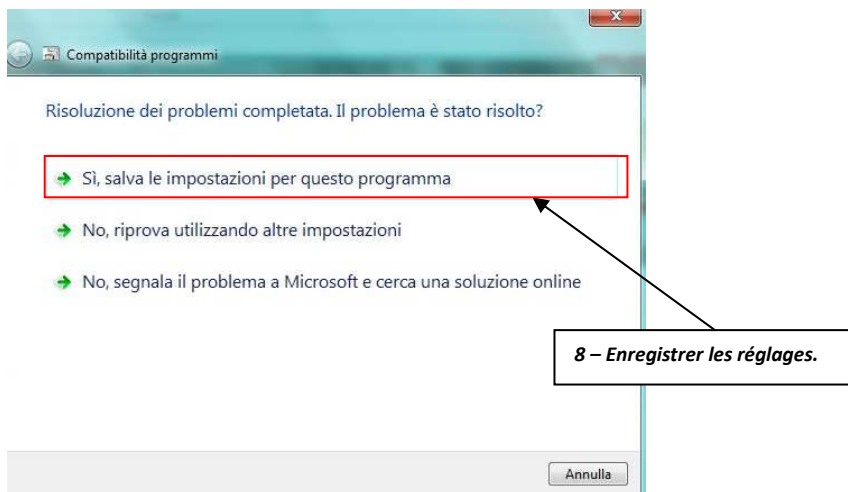 Compatibilità programmi
Risoluzione dei problemi completata. Il problema è stato risolto?
Sì, salva le impostazioni per questo programma
No, riprova utilizzando altre impostazioni
No, segnala il problema a Microsoft e cerca una soluzione online
8 – Enregistrer les réglages.
Annulla